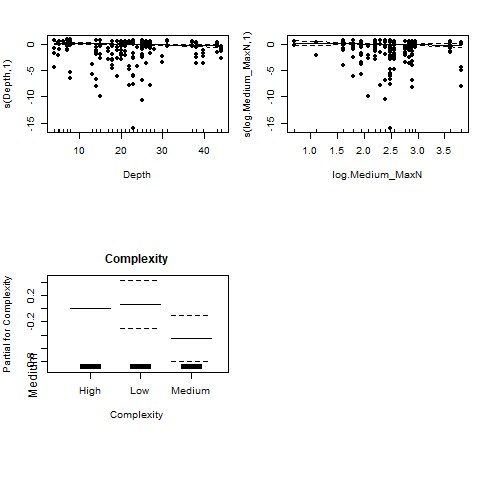 s(Depth,1)
0
-5
-10
-15
10
20
30
40
Depth
s(log.Medium_MaxN,1)
0
-5
-10
-15
1.0
1.5
2.0
2.5
3.0
3.5
log.Medium_MaxN
Complexity
Partial for Complexity
Medium
0.2
-0.2
High
Low
Medium
Complexity